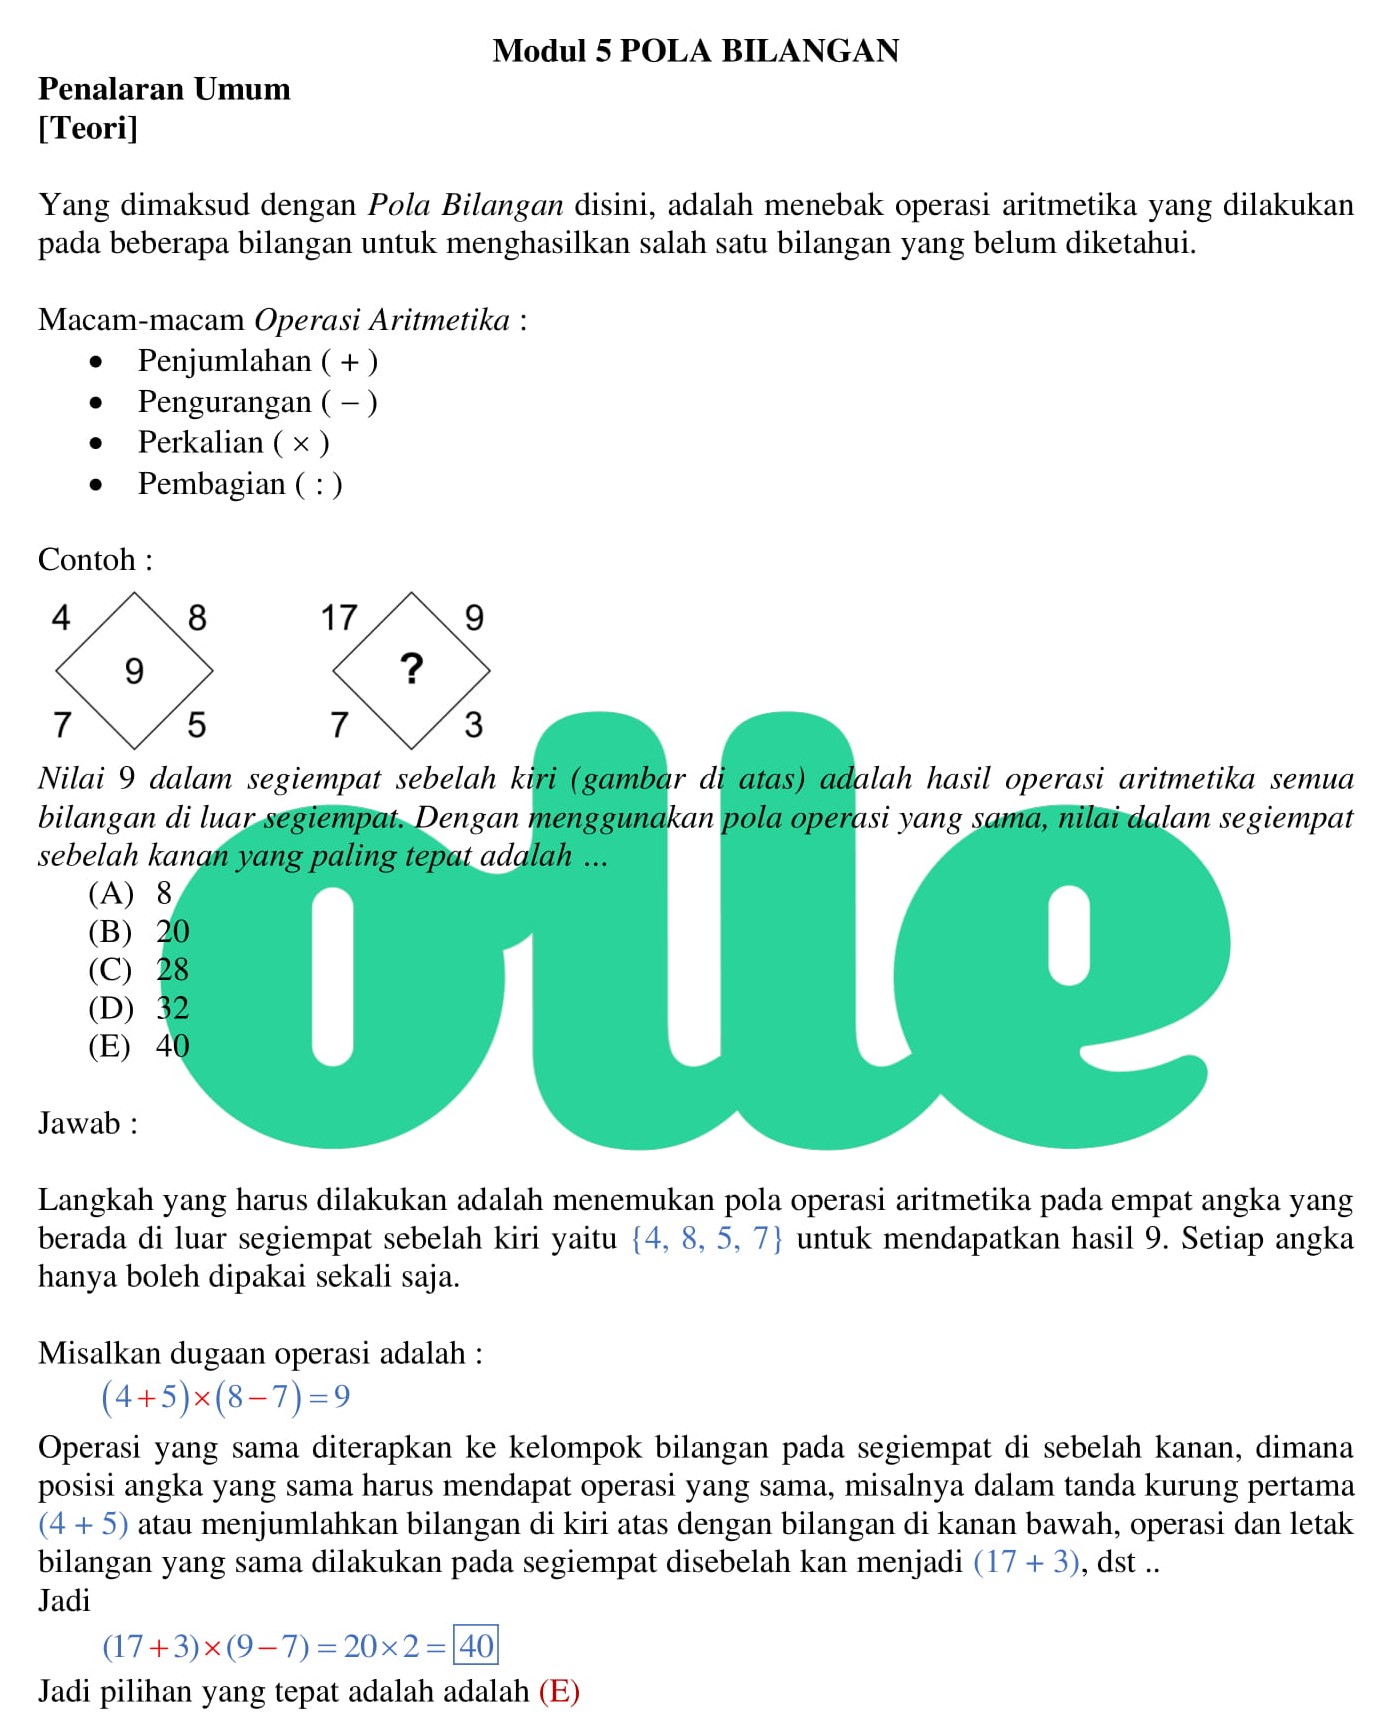 Modul 5 POLA BILANGAN
Penalaran Umum
[Teori]
Yang dimaksud dengan Pola Bilangan disini, adalah menebak operasi aritmetika yang dilakukan
pada beberapa bilangan untuk menghasilkan salah satu bilangan yang belum diketahui.
Macam-macam Operasi Aritmetika :
• Penjumlahan ( + )
• Pengurangan ( − )
• Perkalian ( × )
• Pembagian ( : )
Contoh :
4 8 17 9
9 ?
7 5 7 3
Nilai 9 dalam segiempat sebelah kiri (gambar di atas) adalah hasil operasi aritmetika semua
bilangan di luar segiempat. Dengan menggunakan pola operasi yang sama, nilai dalam segiempat
sebelah kanan yang paling tepat adalah ...
(A) 8
(B) 20
(C) 28
(D) 32
(E) 40
olle
Jawab :
Langkah yang harus dilakukan adalah menemukan pola operasi aritmetika pada empat angka yang
berada di luar segiempat sebelah kiri yaitu {4, 8, 5, 7} untuk mendapatkan hasil 9. Setiap angka
hanya boleh dipakai sekali saja.
Misalkan dugaan operasi adalah :
(4+5)×(8−7)=9
Operasi yang sama diterapkan ke kelompok bilangan pada segiempat di sebelah kanan, dimana
posisi angka yang sama harus mendapat operasi yang sama, misalnya dalam tanda kurung pertama
(4 + 5) atau menjumlahkan bilangan di kiri atas dengan bilangan di kanan bawah, operasi dan letak
bilangan yang sama dilakukan pada segiempat disebelah kan menjadi (17 + 3), dst ..
Jadi
(17+3)×(9−7)=20×2=40
Jadi pilihan yang tepat adalah adalah (E)